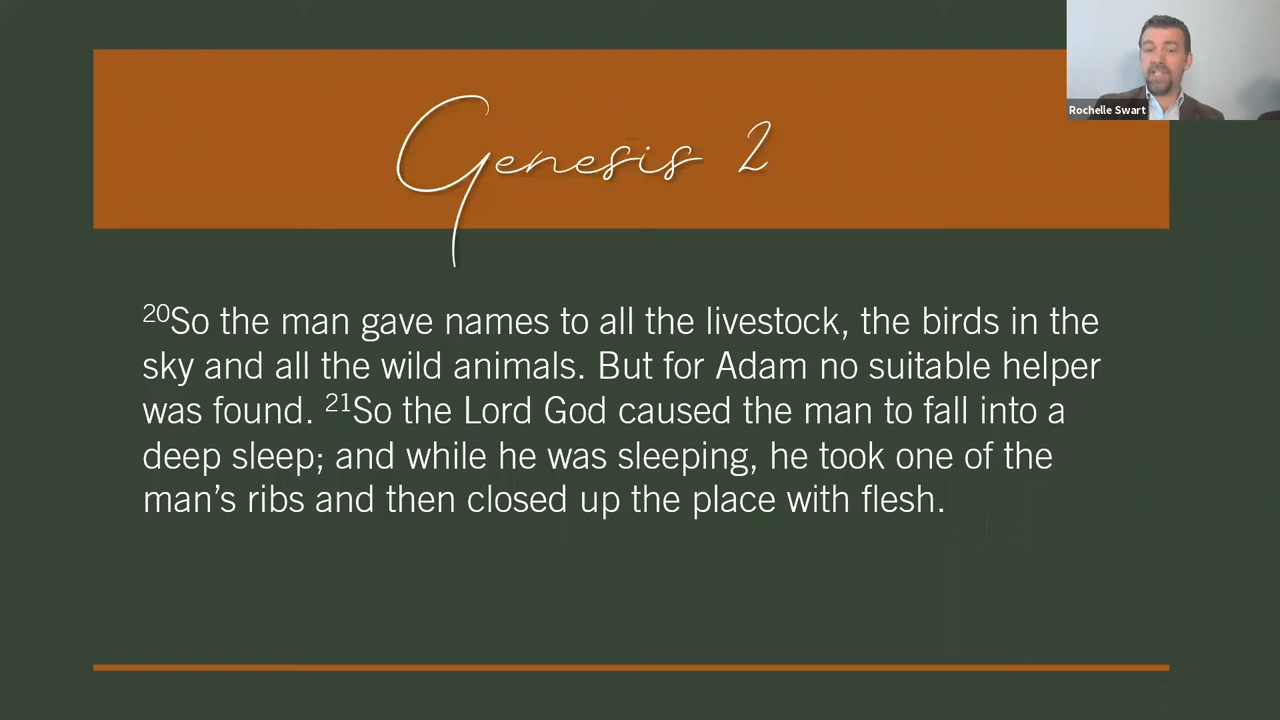 Genesis 2
Rochelle Swart
20So the man gave names to all the livestock, the birds in the
sky and all the wild animals. But for Adam no suitable helper
was found. 21So the Lord God caused the man to fall into a
deep sleep; and while he was sleeping, he took one of the
man’s ribs and then closed up the place with flesh.